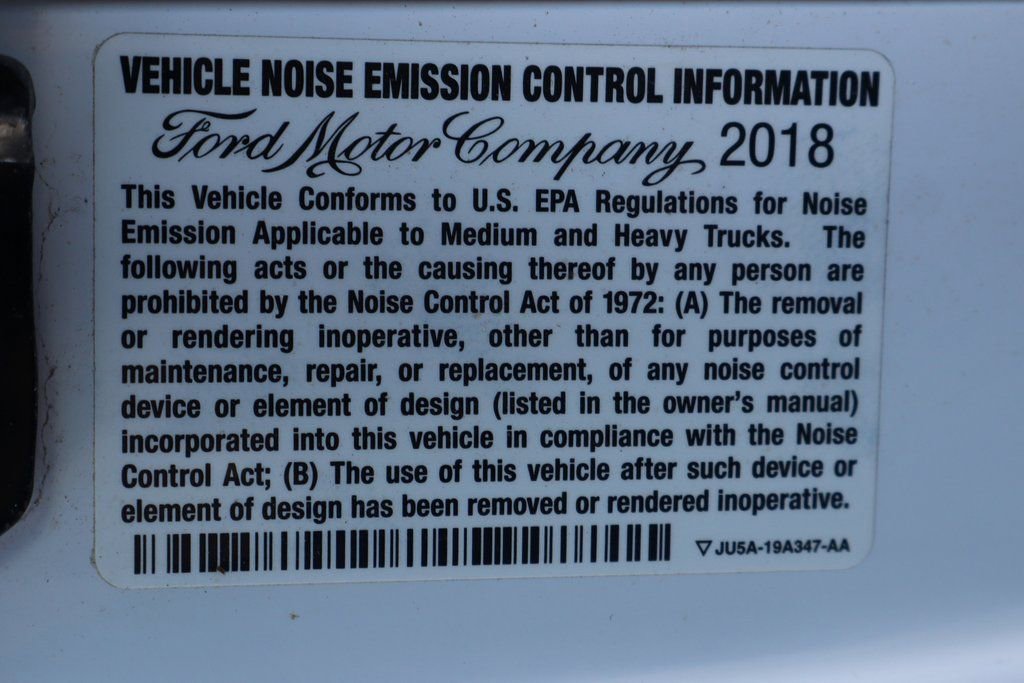 VEHICLE NOISE EMISSION CONTROL INFORMATION
Ford Motor Company 2018
This Vehicle Conforms to U.S. EPA Regulations for Noise
Emission Applicable to Medium and Heavy Trucks. The
following acts or the causing thereof by any person are
prohibited by the Noise Control Act of 1972: (A) The removal
or rendering inoperative, other than for purposes of
maintenance, repair, or replacement, of any noise control
device or element of design (listed in the owner's manual)
incorporated into this vehicle in compliance with the Noise
Control Act; (B) The use of this vehicle after such device or
element of design has been removed or rendered inoperative.
▽ JU5A-19A347-AA